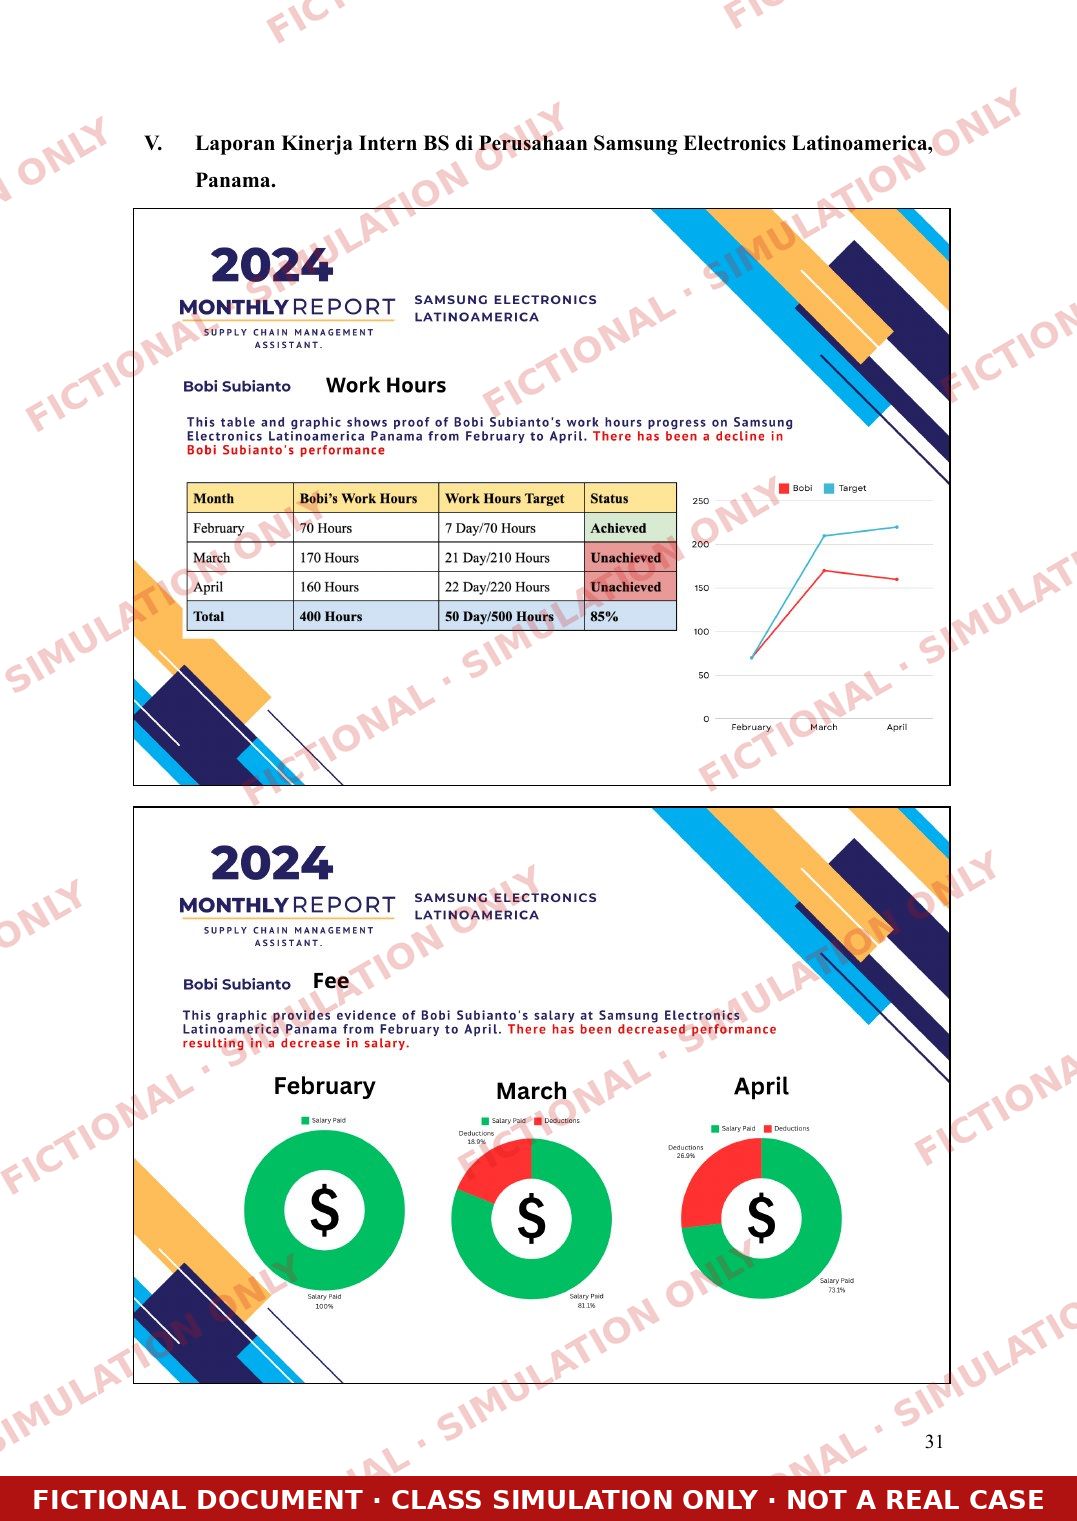 V. Laporan Kinerja Intern BS di Perusahaan Samsung Electronics Latinoamerica,
Panama.
2024
MONTHLY REPORT
SUPPLY CHAIN MANAGEMENT
ASSISTANT.
SAMSUNG ELECTRONICS
LATINOAMERICA
Bobi Subianto
Work Hours
This table and graphic shows proof of Bobi Subianto's work hours progress on Samsung
Electronics Latinoamerica Panama from February to April. There has been a decline in
Bobi Subianto's performance
Month Bobi’s Work Hours Work Hours Target Status
February 70 Hours 7 Day/70 Hours Achieved
March 170 Hours 21 Day/210 Hours Unachieved
April 160 Hours 22 Day/220 Hours Unachieved
Total 400 Hours 50 Day/500 Hours 85%
Bobi Target
250
200
150
100
50
0
February March April
2024
MONTHLY REPORT
SUPPLY CHAIN MANAGEMENT
ASSISTANT.
SAMSUNG ELECTRONICS
LATINOAMERICA
Bobi Subianto
Fee
This graphic provides evidence of Bobi Subianto's salary at Samsung Electronics
Latinoamerica Panama from February to April. There has been decreased performance
resulting in a decrease in salary.
February
Salary Paid
$
Salary Paid
100%
March
Salary Paid Deductions
Deductions
18.9%
$
Salary Paid
81.1%
April
Salary Paid Deductions
Deductions
26.9%
$
Salary Paid
73.1%
31
FICTIONAL · SIMULATION ONLY
FICTIONAL DOCUMENT · CLASS SIMULATION ONLY · NOT A REAL CASE